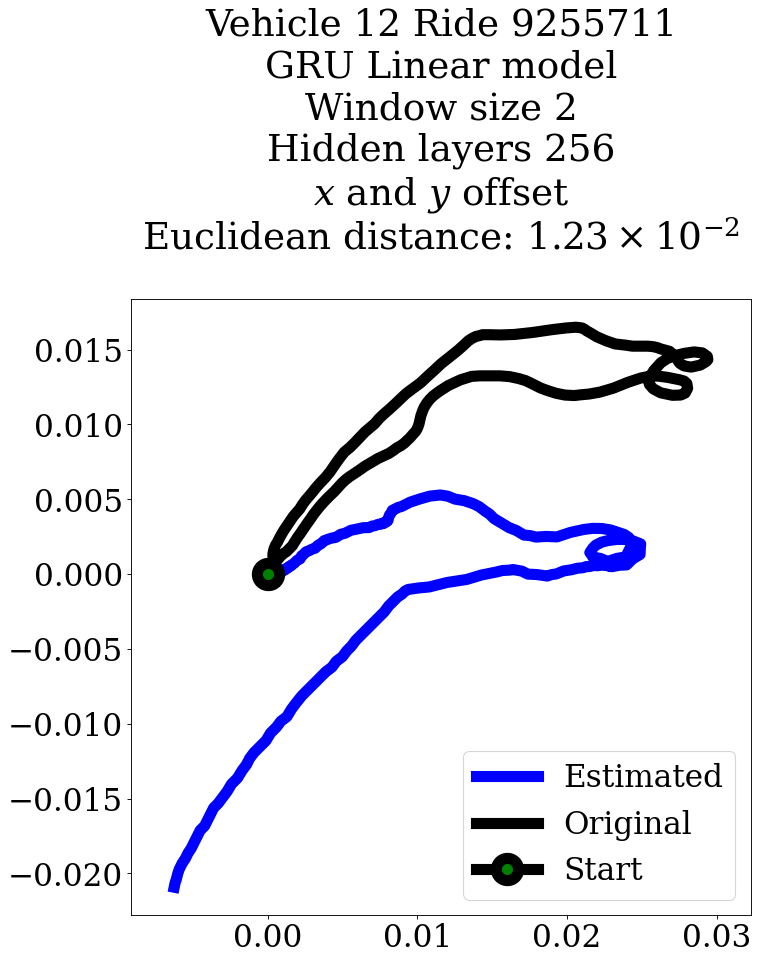 Vehicle 12 Ride 9255711
GRU Linear model
Window size 2
Hidden layers 256
x and y offset
Euclidean distance: 1.23 × 10⁻²
0.015
0.010
0.005
0.000
−0.005
−0.010
−0.015
−0.020
Estimated
Original
Start
0.00 0.01 0.02 0.03